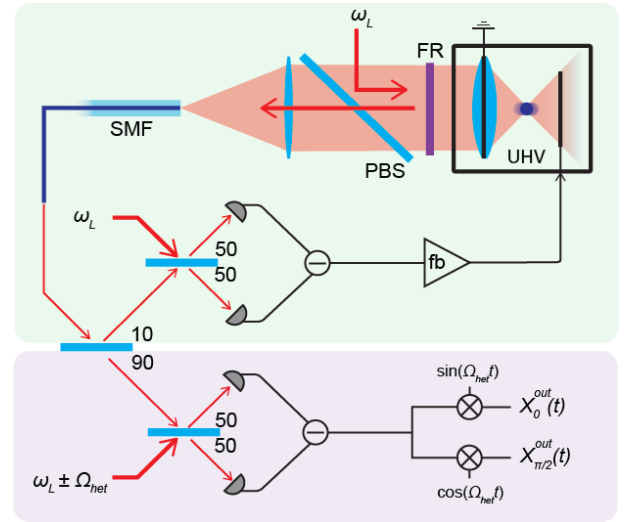 ω_L
FR
SMF
PBS
UHV
ω_L
50
50
fb
10
90
sin(Ω_het t)
50
50
X_0^out(t)
X_π/2^out(t)
ω_L ± Ω_het
cos(Ω_het t)